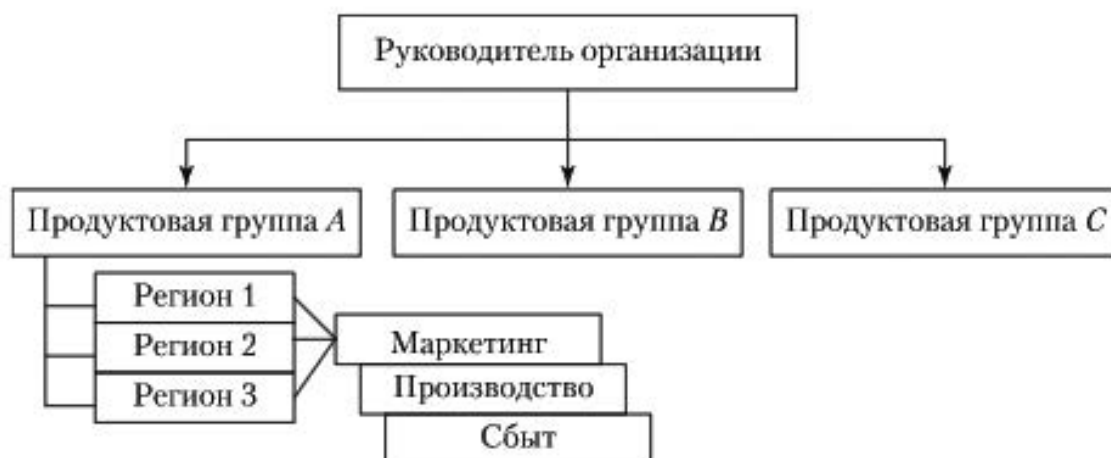 Руководитель организации
Продуктовая группа A
Продуктовая группа B
Продуктовая группа C
Регион 1
Регион 2
Регион 3
Маркетинг
Производство
Сбыт